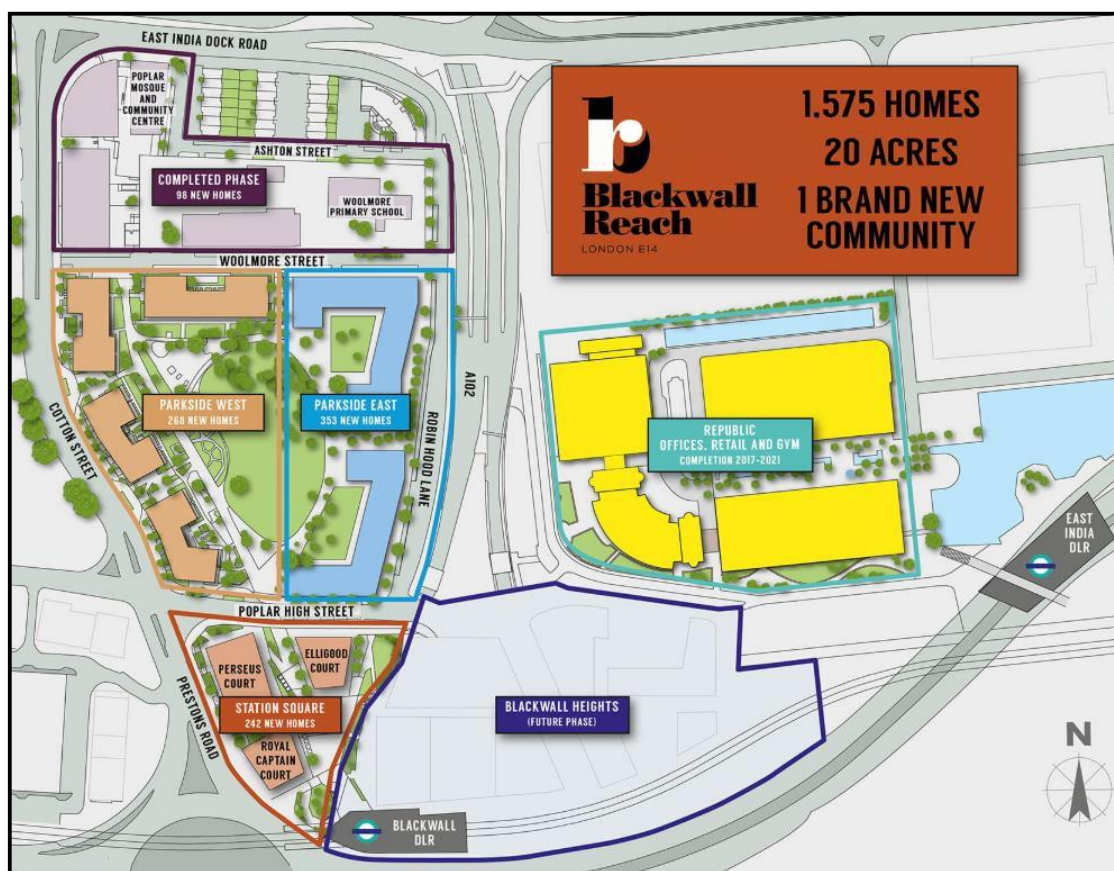 EAST INDIA DOCK ROAD
POPLAR
MOSQUE
AND
COMMUNITY
CENTRE
ASHTON STREET
COMPLETED PHASE
98 NEW HOMES
WOOLMORE
PRIMARY SCHOOL
WOOLMORE STREET
br
Blackwall
Reach
LONDON E14
1.575 HOMES
20 ACRES
1 BRAND NEW
COMMUNITY
PARKSIDE WEST
268 NEW HOMES
PARKSIDE EAST
353 NEW HOMES
COTTON STREET
ROBIN HOOD LANE
A102
REPUBLIC
OFFICES, RETAIL AND GYM
COMPLETION 2017-2021
EAST
INDIA
DLR
POPLAR HIGH STREET
PERSEUS
COURT
ELLIGOOD
COURT
STATION SQUARE
242 NEW HOMES
ROYAL
CAPTAIN
COURT
PRESTONS ROAD
BLACKWALL HEIGHTS
(FUTURE PHASE)
BLACKWALL
DLR
N